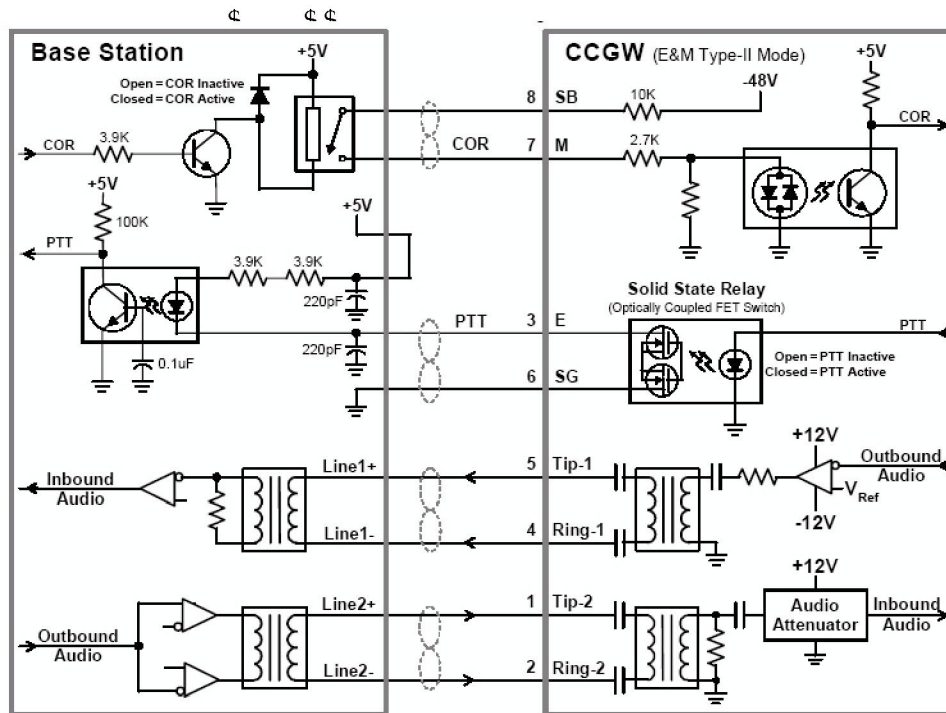 ℄ ℄ ℄
Base Station
+5V
Open = COR Inactive
Closed = COR Active
COR
3.9K
+5V
100K
PTT
+5V
3.9K
3.9K
220pF
220pF
0.1uF
COR
PTT
8 SB
7 M
3 E
6 SG
CCGW (E&M Type-II Mode)
-48V
+5V
10K
2.7K
COR
Solid State Relay
(Optically Coupled FET Switch)
PTT
Open = PTT Inactive
Closed = PTT Active
Inbound
Audio
Line1+
Line1-
5 Tip-1
4 Ring-1
+12V
Outbound
Audio
VRef
-12V
Outbound
Audio
Line2+
Line2-
1 Tip-2
2 Ring-2
+12V
Audio
Attenuator
Inbound
Audio